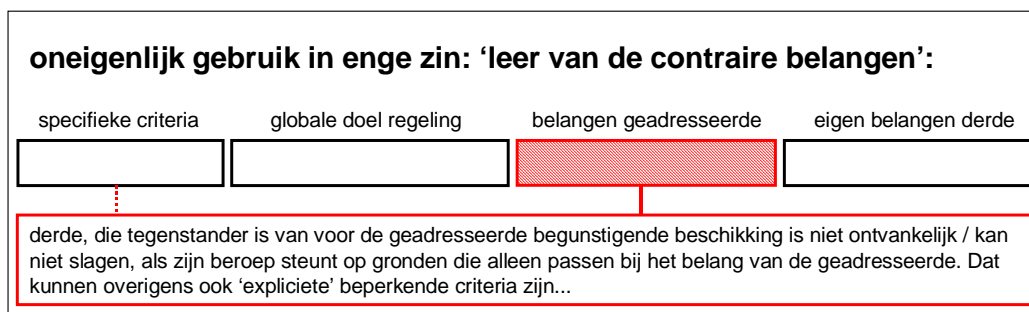 oneigenlijk gebruik in enge zin: ‘leer van de contraire belangen’:
specifieke criteria globale doel regeling belangen geadresseerde eigen belangen derde
derde, die tegenstander is van voor de geadresseerde begunstigende beschikking is niet ontvankelijk / kan
niet slagen, als zijn beroep steunt op gronden die alleen passen bij het belang van de geadresseerde. Dat
kunnen overigens ook ‘expliciete’ beperkende criteria zijn...